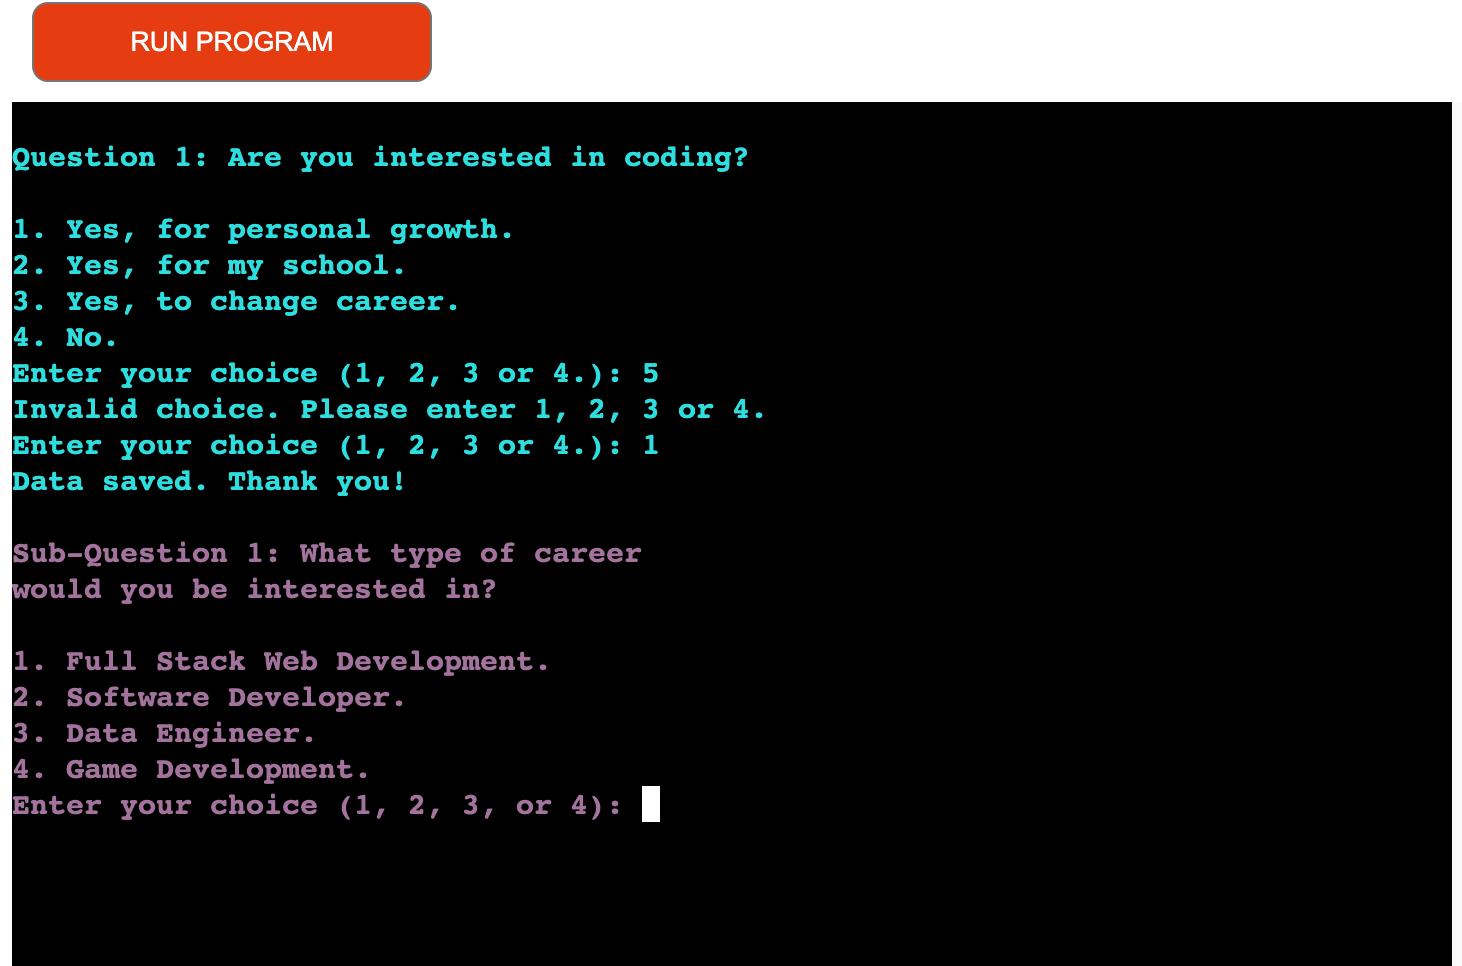 RUN PROGRAM
Question 1: Are you interested in coding?
1. Yes, for personal growth.
2. Yes, for my school.
3. Yes, to change career.
4. No.
Enter your choice (1, 2, 3 or 4.): 5
Invalid choice. Please enter 1, 2, 3 or 4.
Enter your choice (1, 2, 3 or 4.): 1
Data saved. Thank you!
Sub-Question 1: What type of career
would you be interested in?
1. Full Stack Web Development.
2. Software Developer.
3. Data Engineer.
4. Game Development.
Enter your choice (1, 2, 3, or 4):